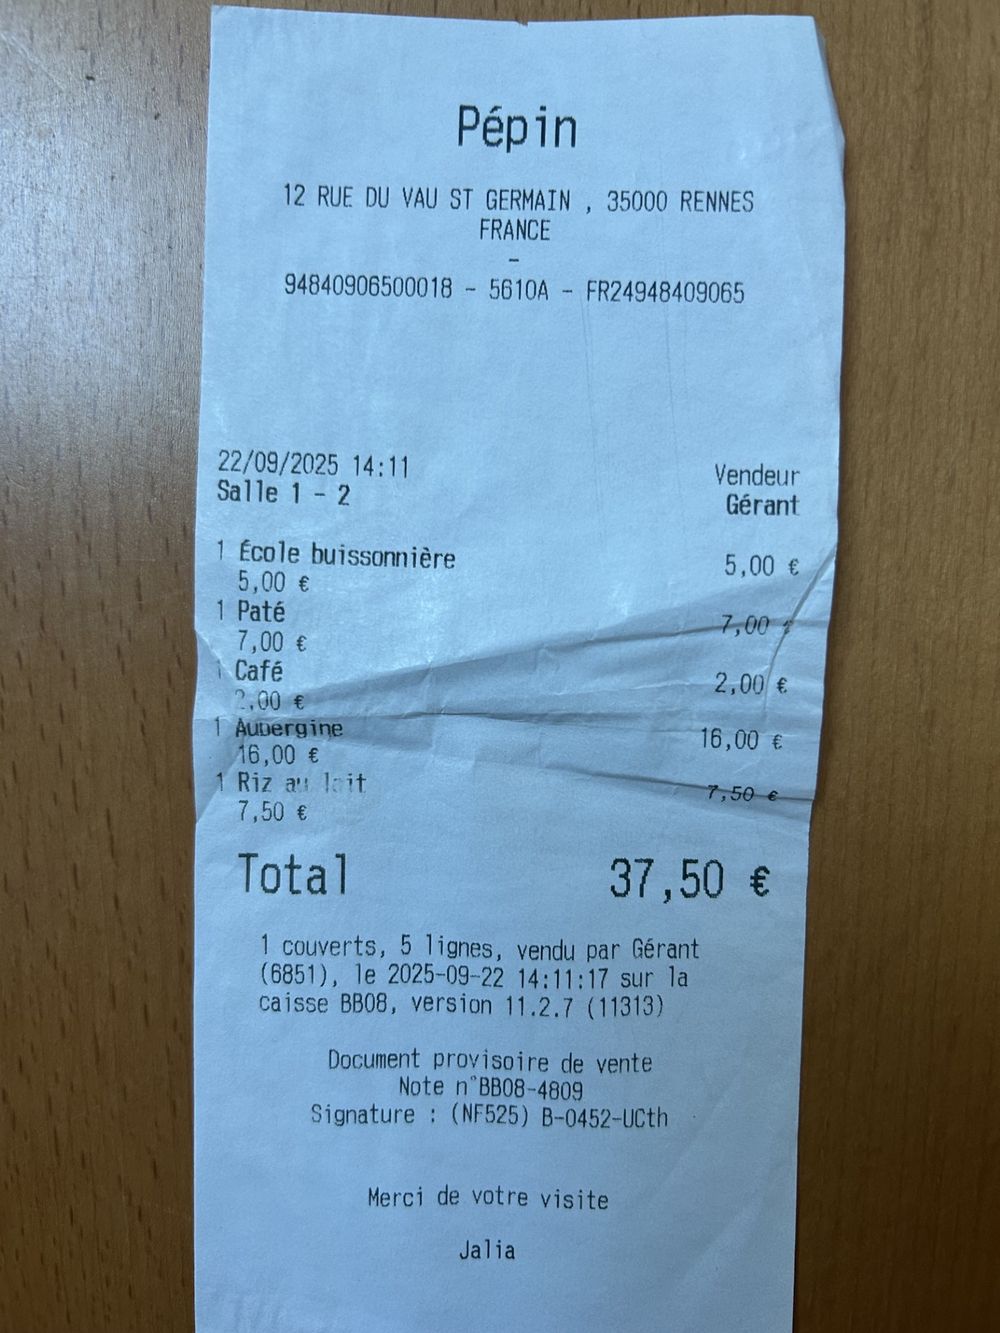 Pépin
12 RUE DU VAU ST GERMAIN , 35000 RENNES
FRANCE
-
94840906500018 - 5610A - FR24948409065
22/09/2025 14:11
Salle 1 - 2
Vendeur
Gérant
1 École buissonnière 5,00 €
5,00 €
1 Paté 7,00 €
7,00 €
1 Café 2,00 €
2,00 €
1 Aubergine 16,00 €
16,00 €
1 Riz au lait 7,50 €
7,50 €
Total 37,50 €
1 couverts, 5 lignes, vendu par Gérant
(6851), le 2025-09-22 14:11:17 sur la
caisse BB08, version 11.2.7 (11313)
Document provisoire de vente
Note n°BB08-4809
Signature : (NF525) B-0452-UCth
Merci de votre visite
Jalia